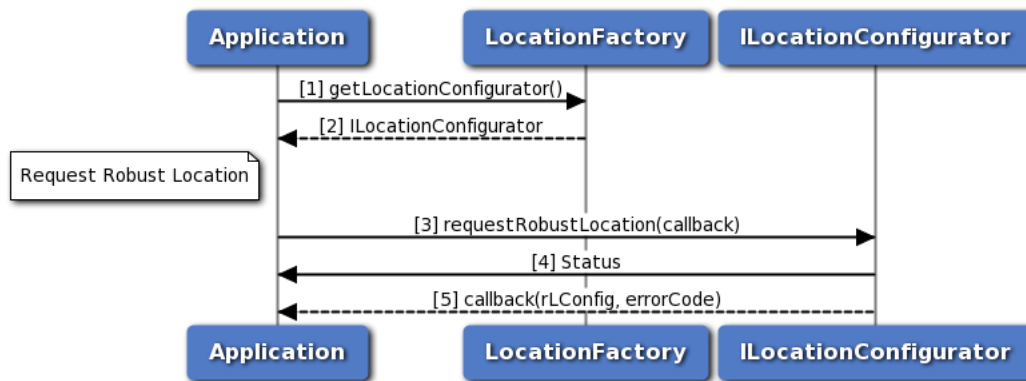 Application LocationFactory ILocationConfigurator
[1] getLocationConfigurator()
[2] ILocationConfigurator
Request Robust Location
[3] requestRobustLocation(callback)
[4] Status
[5] callback(rLConfig, errorCode)
Application LocationFactory ILocationConfigurator